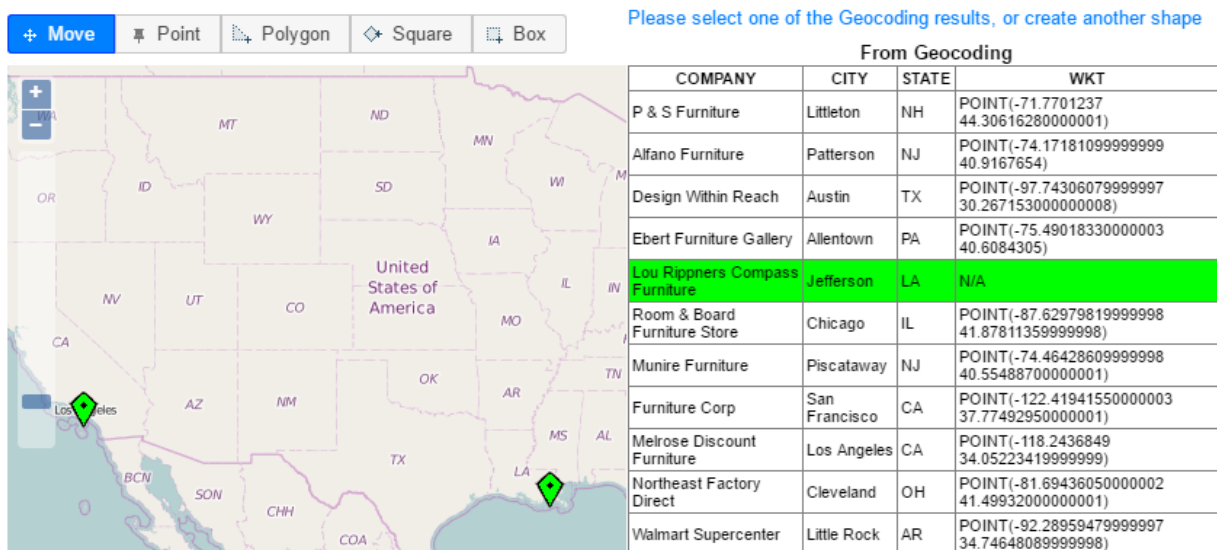 Move Point Polygon Square Box
Please select one of the Geocoding results, or create another shape
From Geocoding
COMPANY CITY STATE WKT
P & S Furniture Littleton NH POINT(-71.7701237
44.30616280000001)
Alfano Furniture Patterson NJ POINT(-74.17181099999999
40.9167654)
Design Within Reach Austin TX POINT(-97.74306079999997
30.267153000000008)
Ebert Furniture Gallery Allentown PA POINT(-75.49018330000003
40.6084305)
Lou Rippners Compass
Furniture Jefferson LA N/A
Room & Board
Furniture Store Chicago IL POINT(-87.62979819999998
41.87811359999998)
Munire Furniture Piscataway NJ POINT(-74.46428609999998
40.55488700000001)
Furniture Corp San
Francisco CA POINT(-122.41941550000003
37.77492950000001)
Melrose Discount
Furniture Los Angeles CA POINT(-118.2436849
34.05223419999999)
Northeast Factory
Direct Cleveland OH POINT(-81.69436050000002
41.49932000000001)
Walmart Supercenter Little Rock AR POINT(-92.28959479999997
34.74648089999998)
+
−
WA
MT
ND
MN
OR
ID
SD
WI
M
WY
IA
United
States of
America
NV
UT
CO
IL
IN
MO
CA
OK
TN
AZ
NM
AR
MS
AL
TX
LA
BCN
SON
CHH
COA